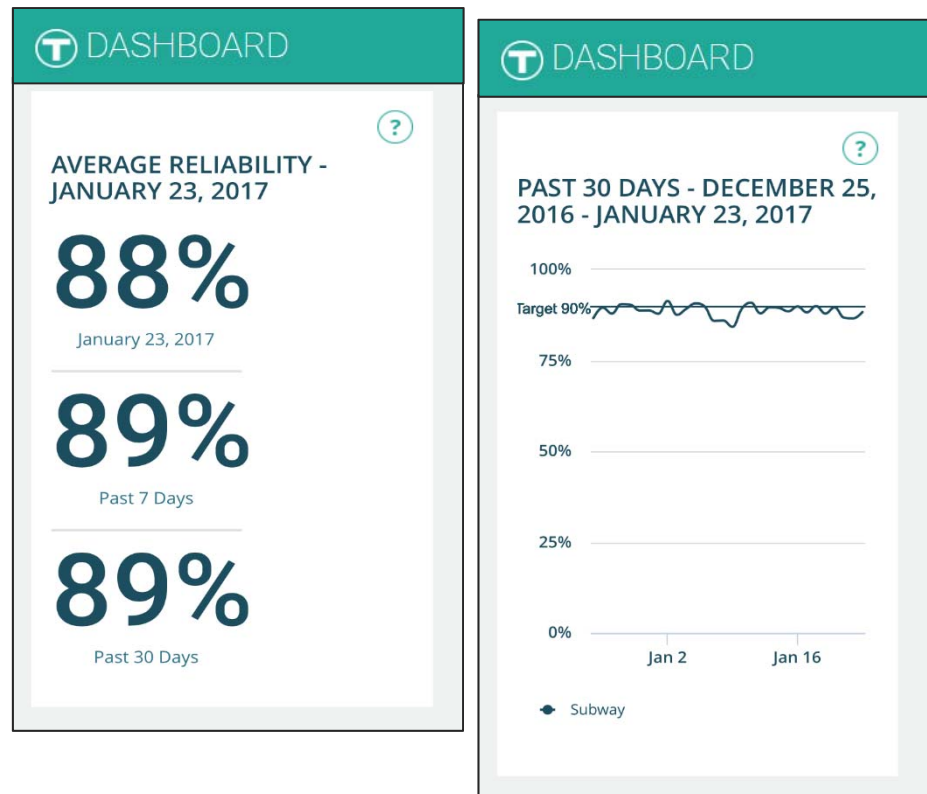 T DASHBOARD
?
AVERAGE RELIABILITY -
JANUARY 23, 2017
88%
January 23, 2017
89%
Past 7 Days
89%
Past 30 Days
T DASHBOARD
?
PAST 30 DAYS - DECEMBER 25,
2016 - JANUARY 23, 2017
100%
Target 90%
75%
50%
25%
0%
Jan 2 Jan 16
Subway